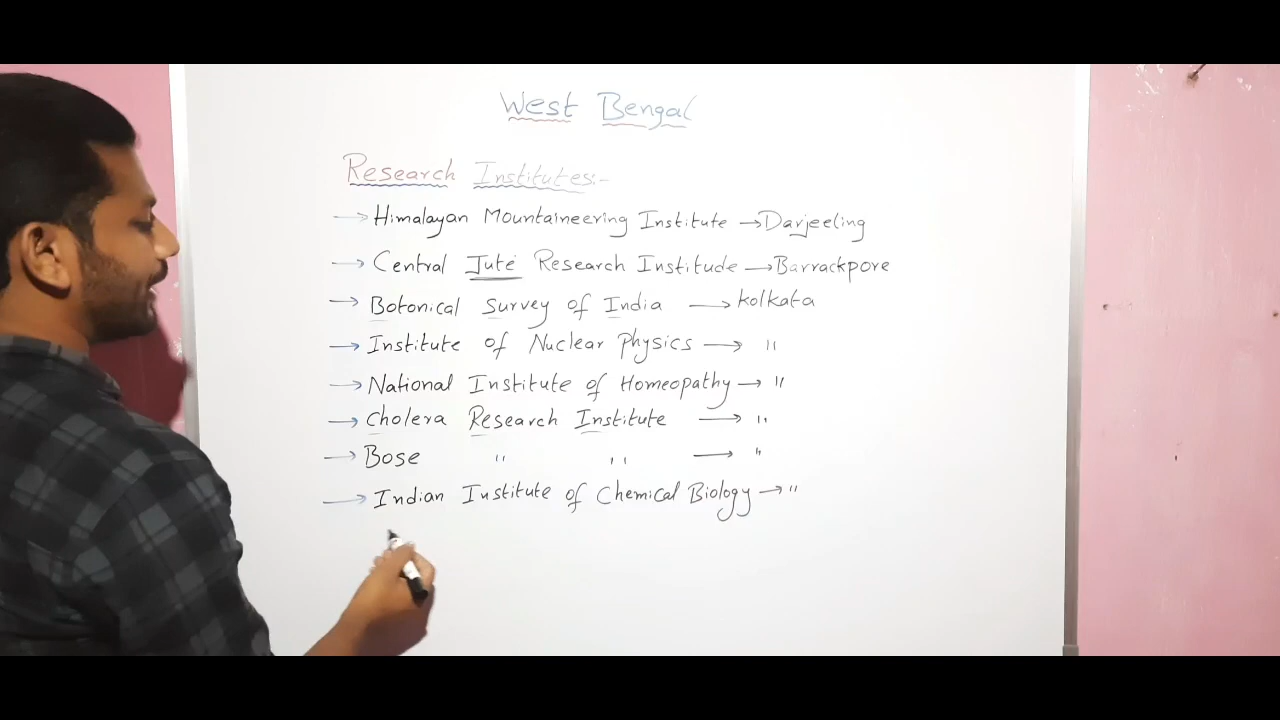 West Bengal
Research Institutes:-
→ Himalayan Mountaineering Institute → Darjeeling
→ Central Jute Research Institude → Barrackpore
→ Botonical Survey of India → kolkata
→ Institute of Nuclear Physics → "
→ National Institute of Homeopathy → "
→ Cholera Research Institute → "
→ Bose " " → "
→ Indian Institute of Chemical Biology → "